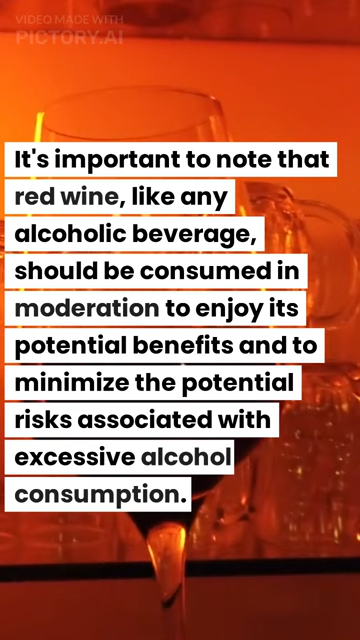 VIDEO MADE WITH
PICTORY.AI
It's important to note that
red wine, like any
alcoholic beverage,
should be consumed in
moderation to enjoy its
potential benefits and to
minimize the potential
risks associated with
excessive alcohol
consumption.